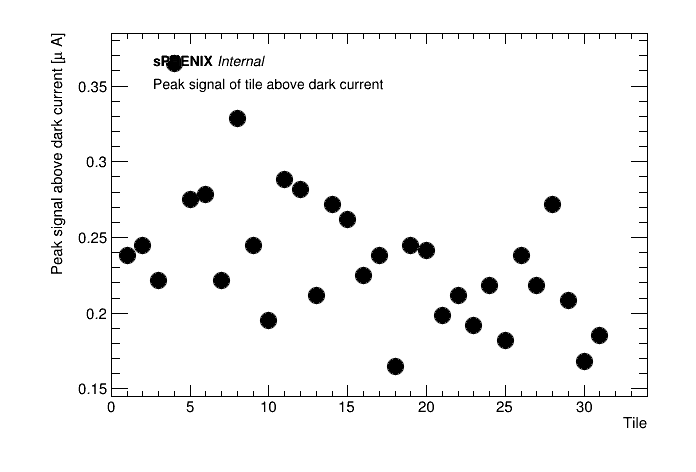 sPHENIX Internal
Peak signal of tile above dark current
Peak signal above dark current [μ A]
0.35
0.3
0.25
0.2
0.15
0 5 10 15 20 25 30
Tile